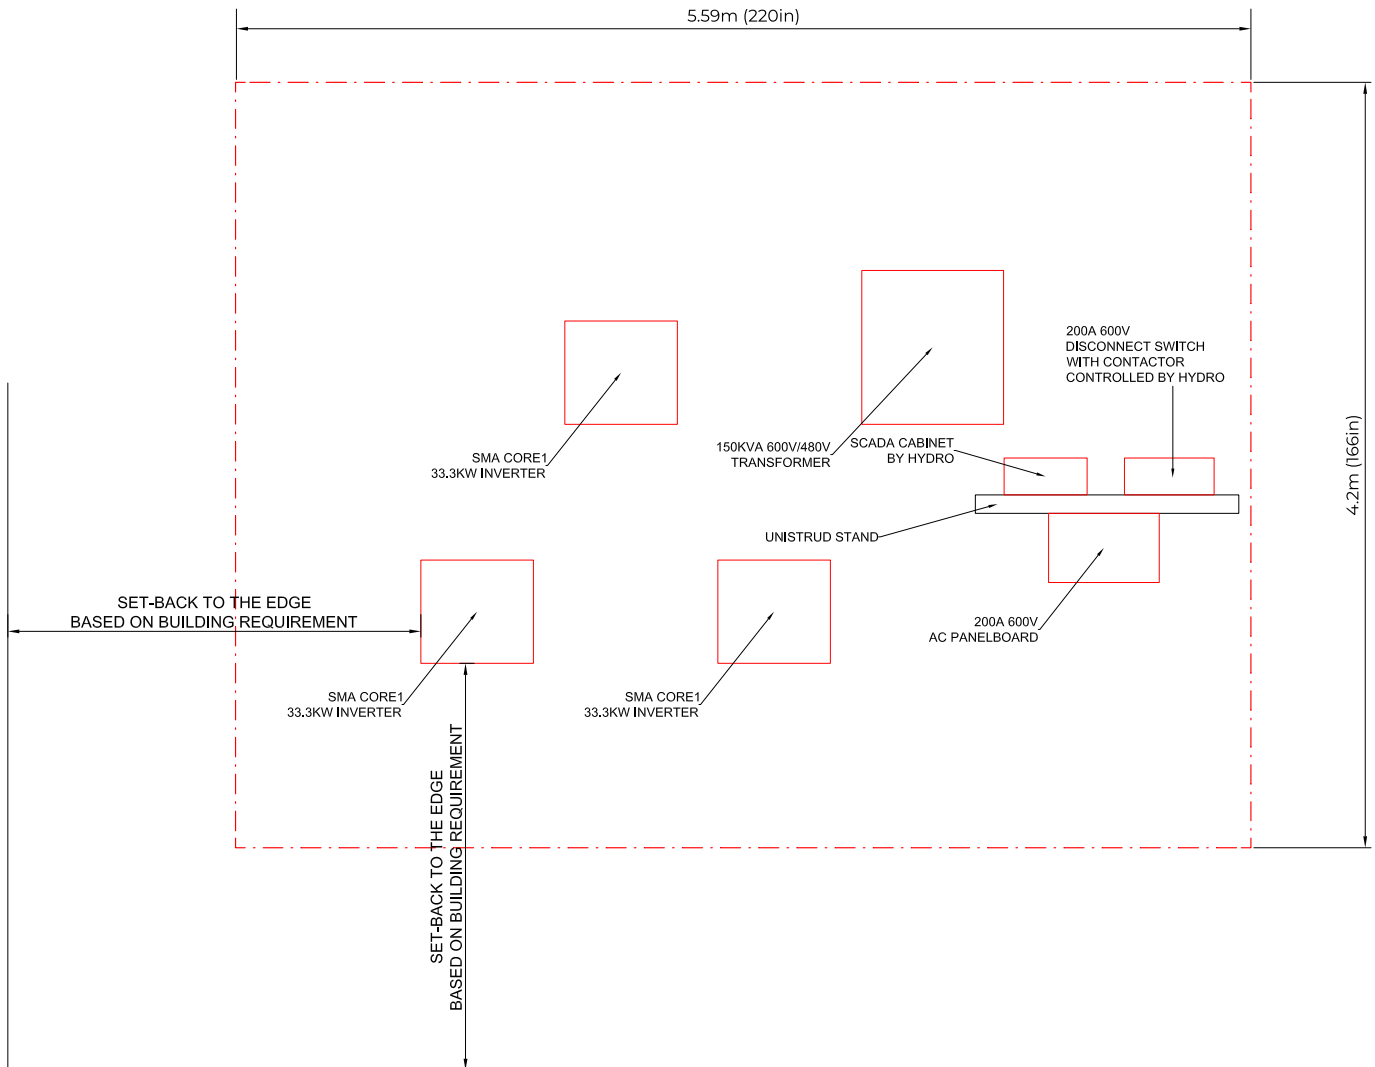 5.59m (220in)
200A 600V
DISCONNECT SWITCH
WITH CONTACTOR
CONTROLLED BY HYDRO
SMA CORE1
33.3KW INVERTER
150KVA 600V/480V
TRANSFORMER
SCADA CABINET
BY HYDRO
4.2m (166in)
UNISTRUD STAND
SET-BACK TO THE EDGE
BASED ON BUILDING REQUIREMENT
200A 600V
AC PANELBOARD
SMA CORE1
33.3KW INVERTER
SMA CORE1
33.3KW INVERTER
SET-BACK TO THE EDGE
BASED ON BUILDING REQUIREMENT